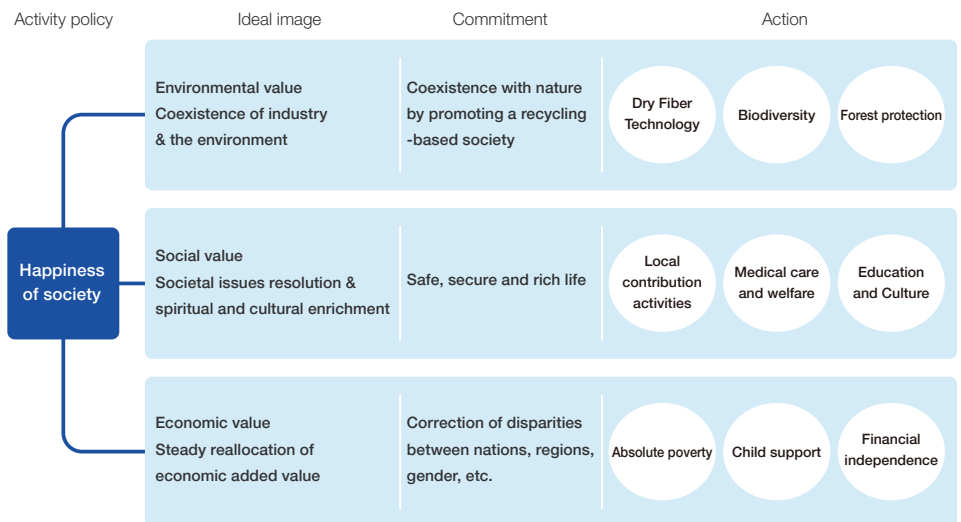 Activity policy
Ideal image
Commitment
Action
Happiness
of society
Environmental value
Coexistence of industry
& the environment
Coexistence with nature
by promoting a recycling
-based society
Dry Fiber
Technology
Biodiversity
Forest protection
Social value
Societal issues resolution &
spiritual and cultural enrichment
Safe, secure and rich life
Local
contribution
activities
Medical care
and welfare
Education
and Culture
Economic value
Steady reallocation of
economic added value
Correction of disparities
between nations, regions,
gender, etc.
Absolute poverty
Child support
Financial
independence